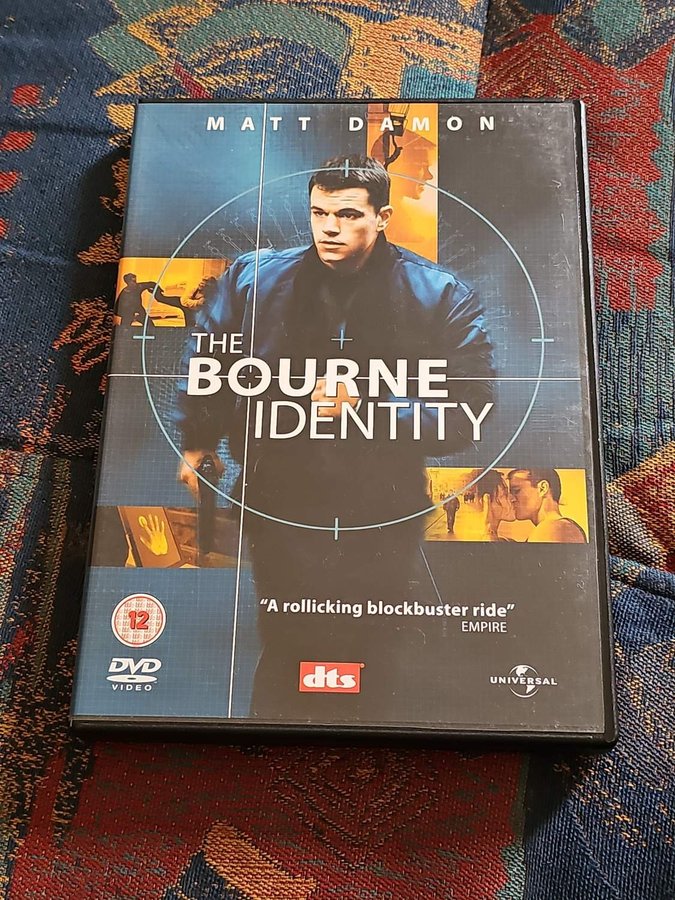 MATT DAMON
THE
BOURNE
IDENTITY
"A rollicking blockbuster ride"
EMPIRE
12
DVD
VIDEO
dts
UNIVERSAL